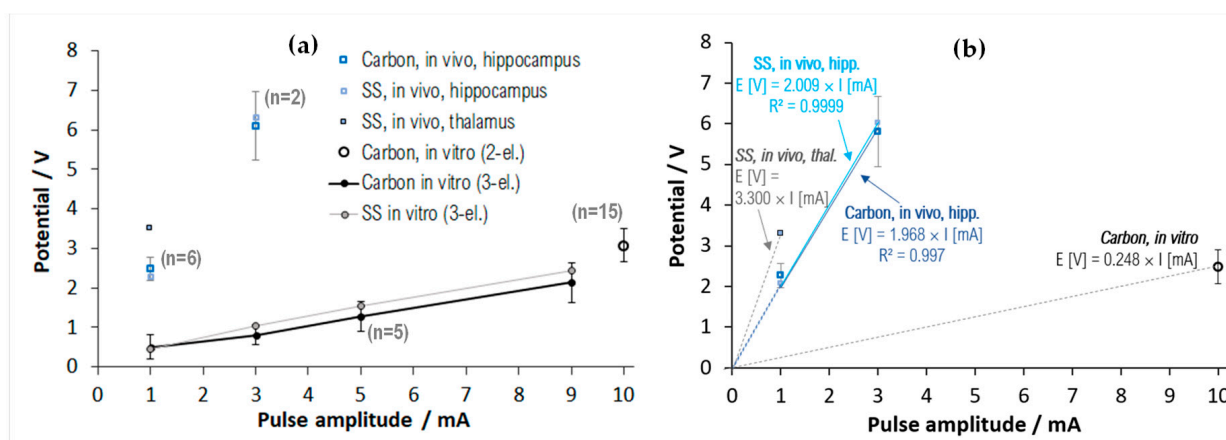 (a)
Carbon, in vivo, hippocampus
SS, in vivo, hippocampus
SS, in vivo, thalamus
Carbon, in vitro (2-el.)
Carbon in vitro (3-el.)
SS in vitro (3-el.)
(n=2)
(n=6)
(n=5)
(n=15)
Potential / V
8
7
6
5
4
3
2
1
0
0 1 2 3 4 5 6 7 8 9 10
Pulse amplitude / mA
(b)
SS, in vivo, hipp.
E [V] = 2.009 × I [mA]
R² = 0.9999
SS, in vivo, thal.
E [V] =
3.300 × I [mA]
Carbon, in vivo, hipp.
E [V] = 1.968 × I [mA]
R² = 0.997
Carbon, in vitro
E [V] = 0.248 × I [mA]
Potential / V
8
7
6
5
4
3
2
1
0
0 1 2 3 4 5 6 7 8 9 10
Pulse amplitude / mA